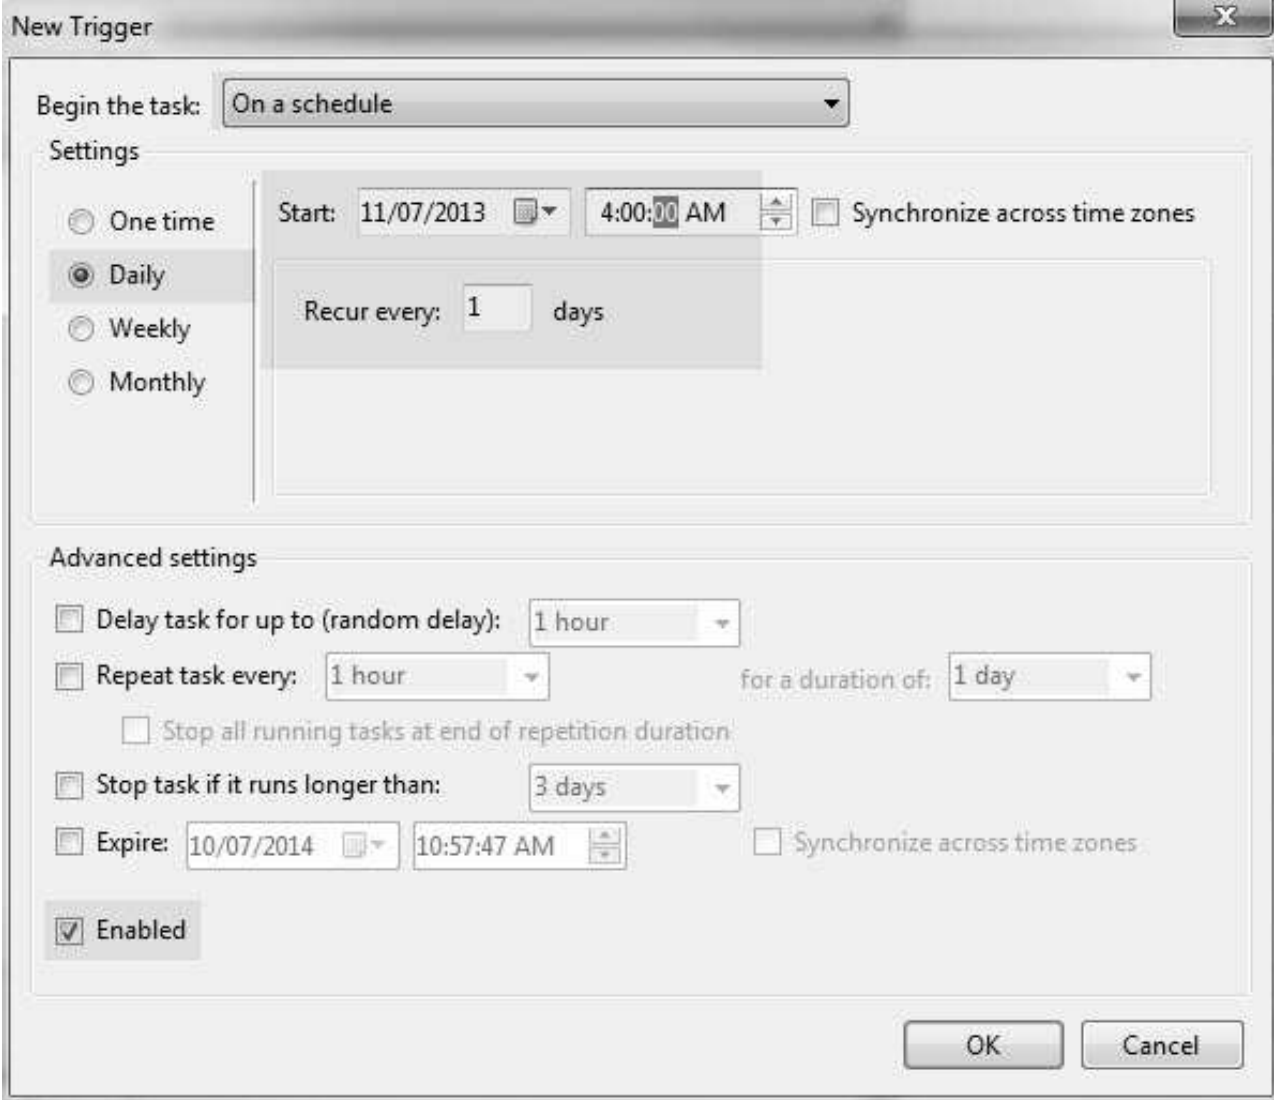 New Trigger
Begin the task: On a schedule
Settings
One time
Start: 11/07/2013 4:00:00 AM Synchronize across time zones
Daily
Recur every: 1 days
Weekly
Monthly
Advanced settings
Delay task for up to (random delay): 1 hour
Repeat task every: 1 hour for a duration of: 1 day
Stop all running tasks at end of repetition duration
Stop task if it runs longer than: 3 days
Expire: 10/07/2014 10:57:47 AM Synchronize across time zones
Enabled
OK Cancel